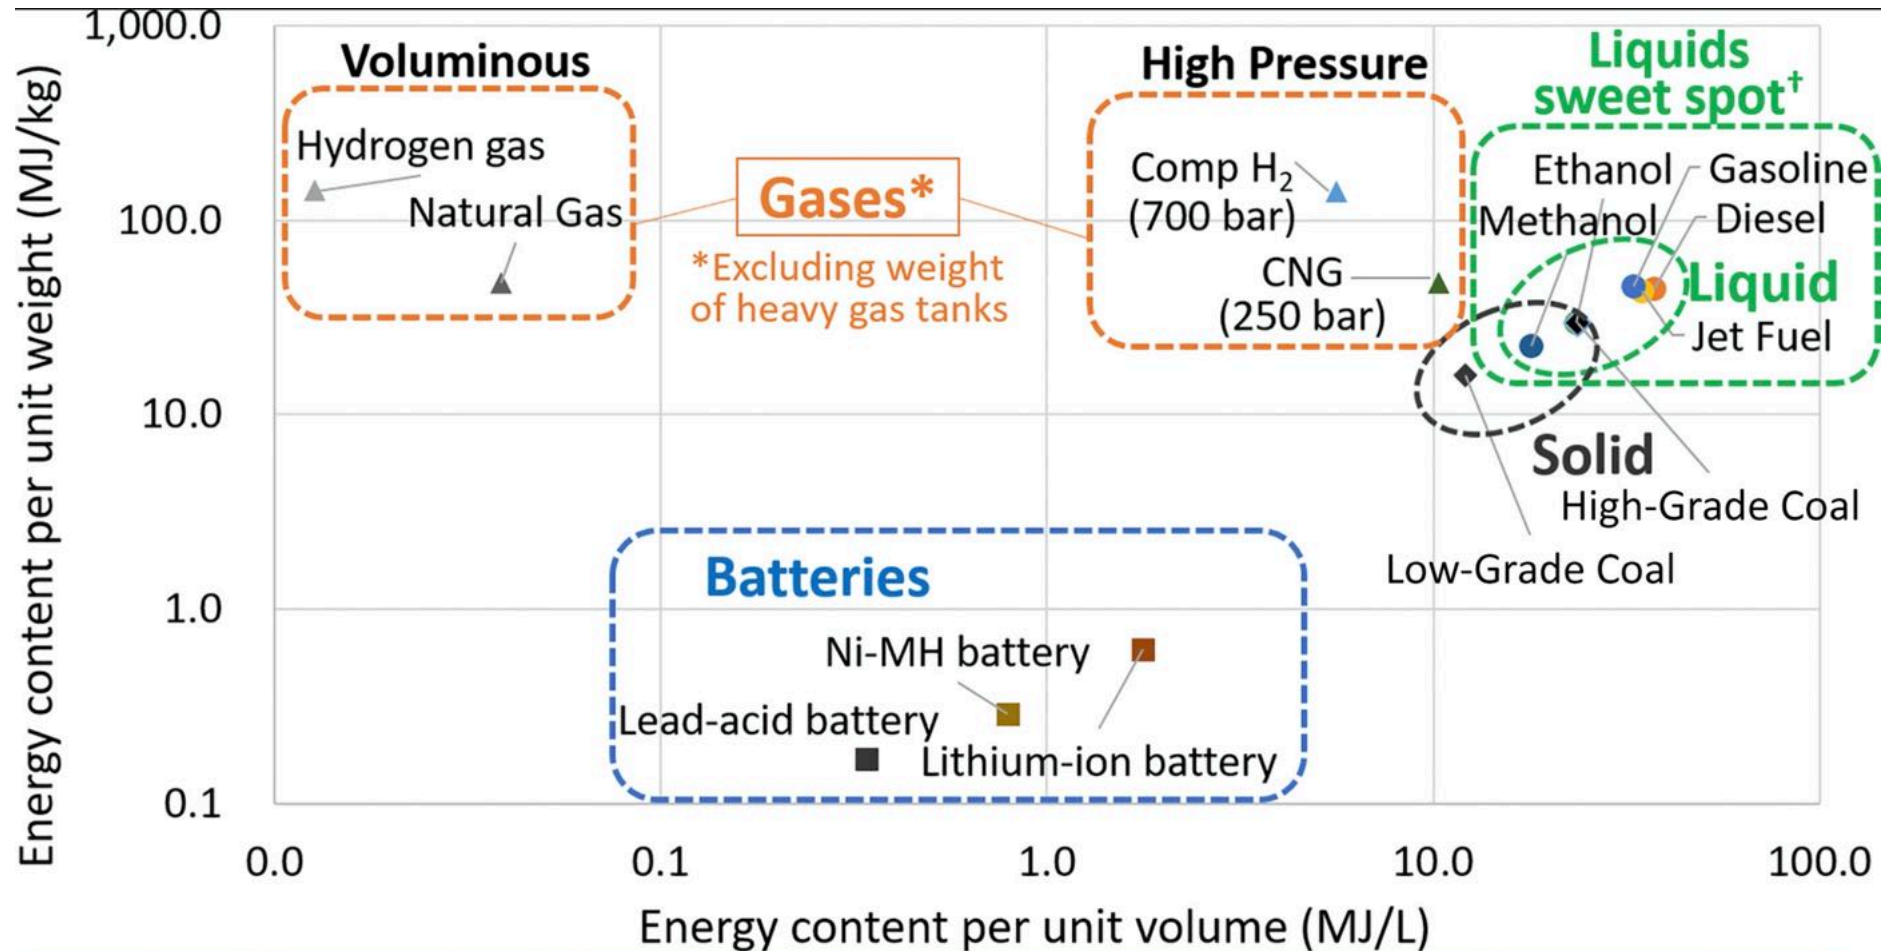 Energy content per unit weight (MJ/kg)
1,000.0
100.0
10.0
1.0
0.1
Voluminous
Hydrogen gas
Natural Gas
Gases*
*Excluding weight
of heavy gas tanks
High Pressure
Comp H₂
(700 bar)
CNG
(250 bar)
Liquids
sweet spot†
Ethanol
Gasoline
Methanol
Diesel
Liquid
Jet Fuel
Solid
High-Grade Coal
Low-Grade Coal
Batteries
Ni-MH battery
Lead-acid battery
Lithium-ion battery
0.0
0.1
1.0
10.0
100.0
Energy content per unit volume (MJ/L)